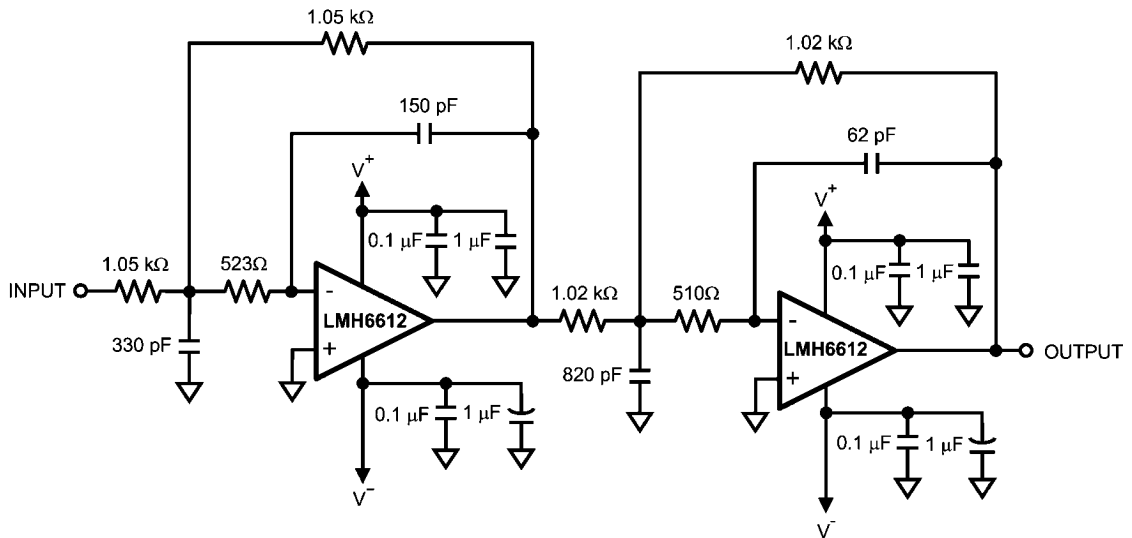 1.05 kΩ
150 pF
V+
0.1 μF
1 μF
INPUT
1.05 kΩ
523Ω
-
LMH6612
+
330 pF
0.1 μF
1 μF
V-
1.02 kΩ
62 pF
V+
0.1 μF
1 μF
1.02 kΩ
510Ω
-
LMH6612
+
OUTPUT
820 pF
0.1 μF
1 μF
V-